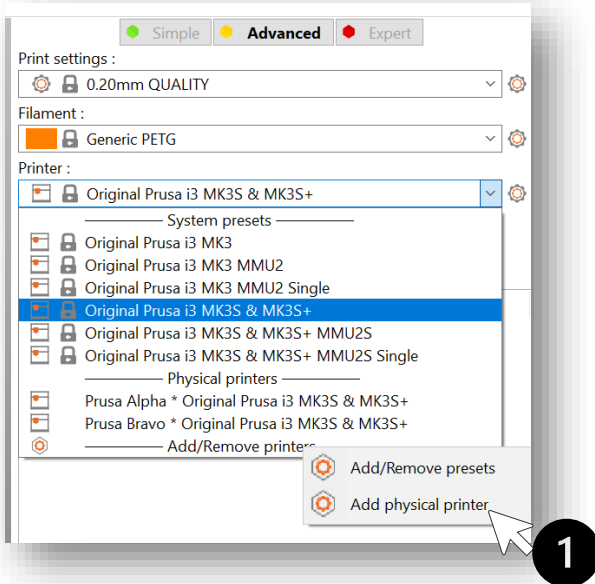 Simple Advanced Expert
Print settings :
0.20mm QUALITY
Filament :
Generic PETG
Printer :
Original Prusa i3 MK3S & MK3S+
System presets
Original Prusa i3 MK3
Original Prusa i3 MK3 MMU2
Original Prusa i3 MK3 MMU2 Single
Original Prusa i3 MK3S & MK3S+
Original Prusa i3 MK3S & MK3S+ MMU2S
Original Prusa i3 MK3S & MK3S+ MMU2S Single
Physical printers
Prusa Alpha * Original Prusa i3 MK3S & MK3S+
Prusa Bravo * Original Prusa i3 MK3S & MK3S+
Add/Remove printers
Add/Remove presets
Add physical printer
1